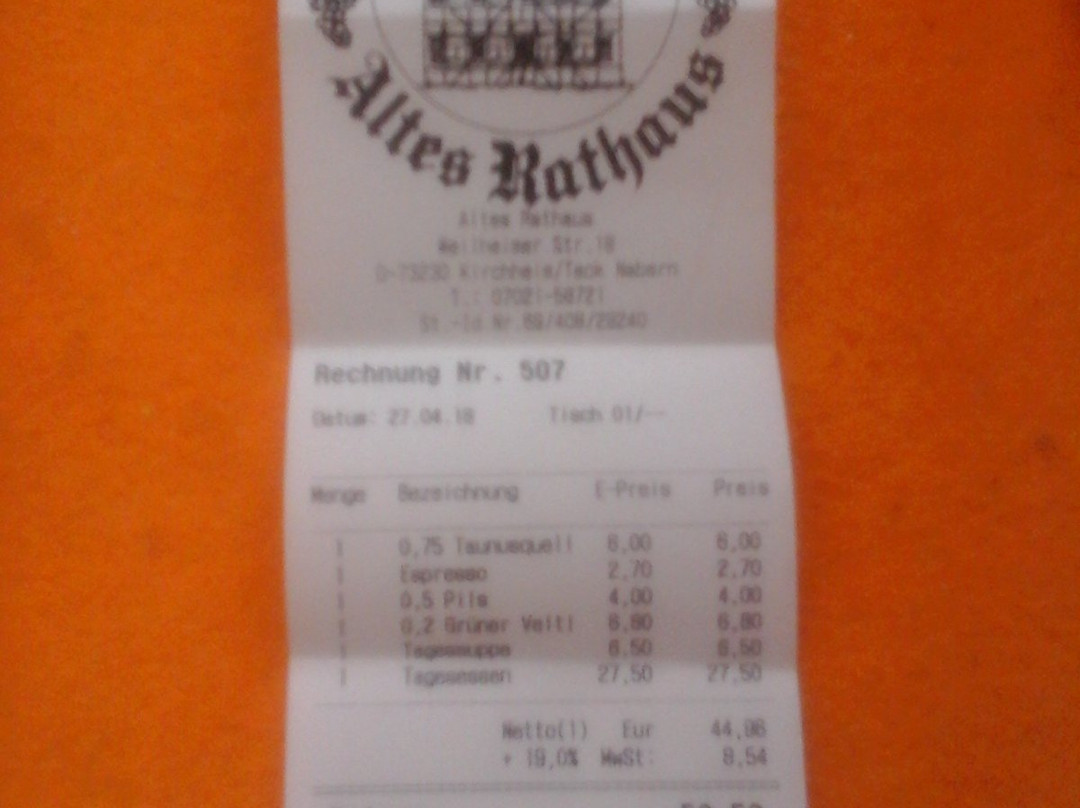 Altes Rathaus
Altes Rathaus
Weilheimer Str.18
D-73230 Kirchheim/Teck Nabern
T.: 07021-58721
St.-Id.Nr.
Rechnung Nr. 507
Datum: 27.04.18 Tisch 01/--
Menge Bezeichnung E-Preis Preis
1 0,75 Taunusquell 6,00 6,00
1 Espresso 2,70 2,70
1 0,5 Pils 4,00 4,00
1 0,2 Grüner Veltl 6,80 6,80
1 Tagessuppe 6,50 6,50
1 Tagesessen 27,50 27,50
Netto(1) Eur 44,96
+ 19,0% MwSt: 8,54